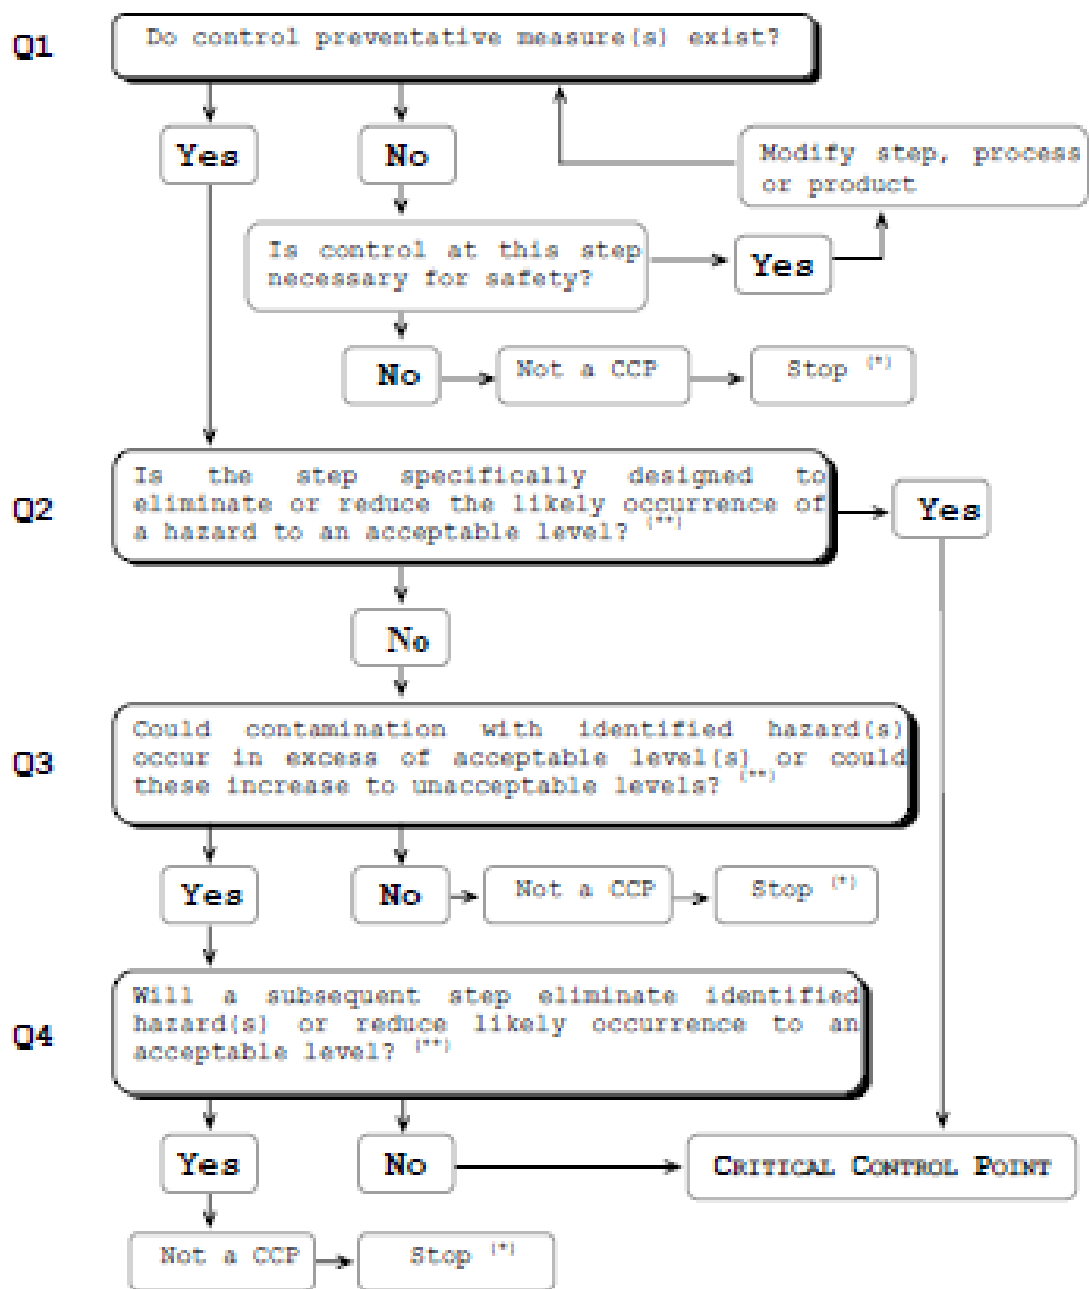 Q1
Do control preventative measure(s) exist?
Yes
No
Modify step, process
or product
Is control at this step
necessary for safety?
Yes
No
Not a CCP
Stop (*)
Q2
Is the step specifically designed to
eliminate or reduce the likely occurrence of
a hazard to an acceptable level? (**)
Yes
No
Q3
Could contamination with identified hazard(s)
occur in excess of acceptable level(s) or could
these increase to unacceptable levels? (**)
Yes
No
Not a CCP
Stop (*)
Q4
Will a subsequent step eliminate identified
hazard(s) or reduce likely occurrence to an
acceptable level? (**)
Yes
No
CRITICAL CONTROL POINT
Not a CCP
Stop (*)